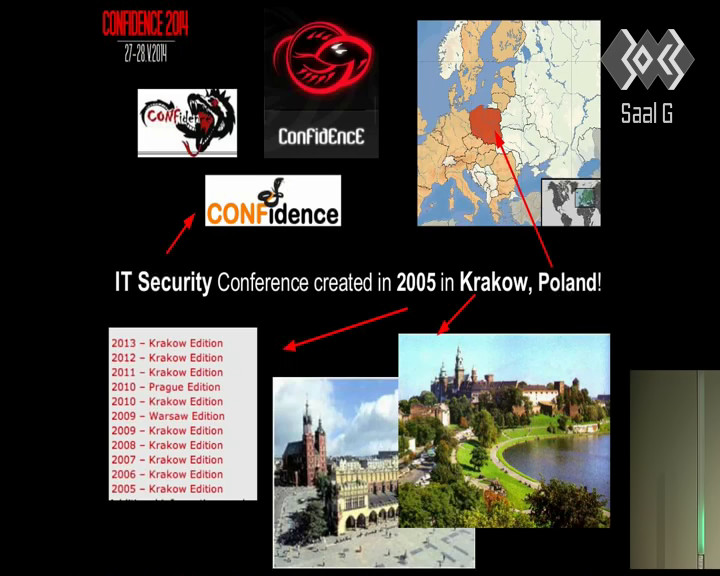 CONFIDENCE 2014
27-28.V.2014
CONFidence
ConfidEncE
Saal G
CONFidence
IT Security Conference created in 2005 in Krakow, Poland!
2013 – Krakow Edition
2012 – Krakow Edition
2011 – Krakow Edition
2010 – Prague Edition
2010 – Krakow Edition
2009 – Warsaw Edition
2009 – Krakow Edition
2008 – Krakow Edition
2007 – Krakow Edition
2006 – Krakow Edition
2005 – Krakow Edition